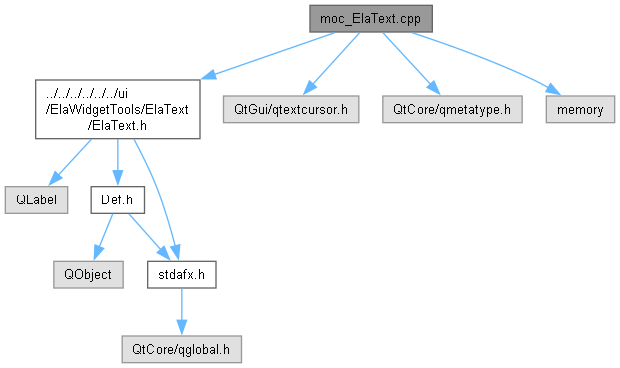 moc_ElaText.cpp
../../../../../../ui
/ElaWidgetTools/ElaText
/ElaText.h
QtGui/qtextcursor.h
QtCore/qmetatype.h
memory
QLabel
Def.h
QObject
stdafx.h
QtCore/qglobal.h